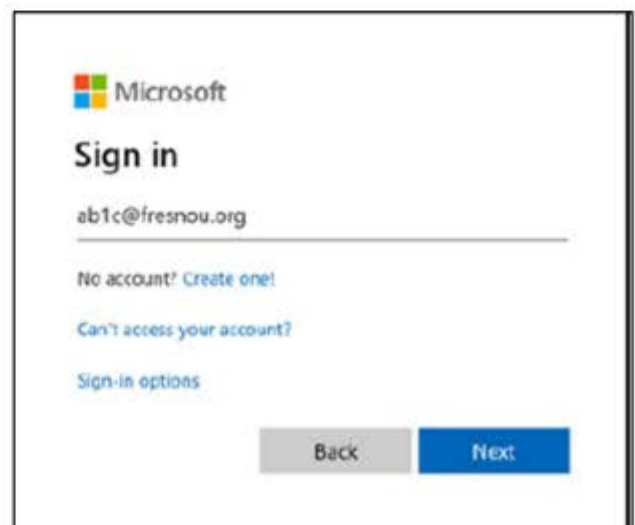 Microsoft
Sign in
ab1c@fresnou.org
No account? Create one!
Can't access your account?
Sign-in options
Back
Next